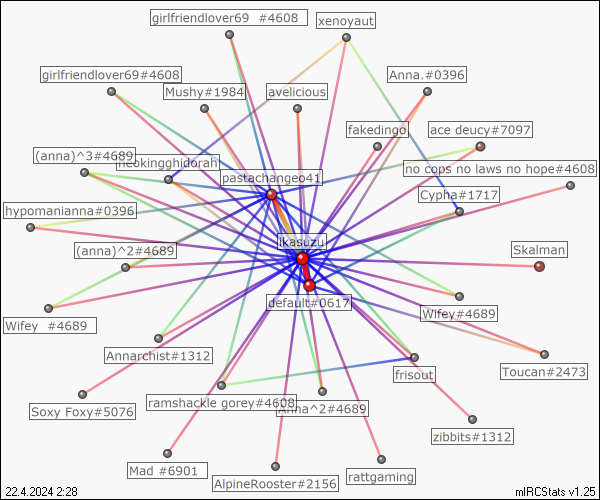 girlfriendlover69 #4608
xenoyaut
girlfriendlover69#4608
Anna.#0396
Mushy#1984
avelicious
fakedingo
ace deucy#7097
(anna)^3#4689
nookingghidorah
pastachangeo41
no cops no laws no hope#4608
Cypha#1717
hypomanianna#0396
ikasuzu
(anna)^2#4689
Skalman
default#0617
Wifey #4689
Wifey#4689
Annarchist#1312
frisout
Toucan#2473
Soxy Foxy#5076
ramshackle gorey#4608
Anna^2#4689
zibbits#1312
Mad #6901
AlpineRooster#2156
rattgaming
22.4.2024 2:28
mIRCStats v1.25